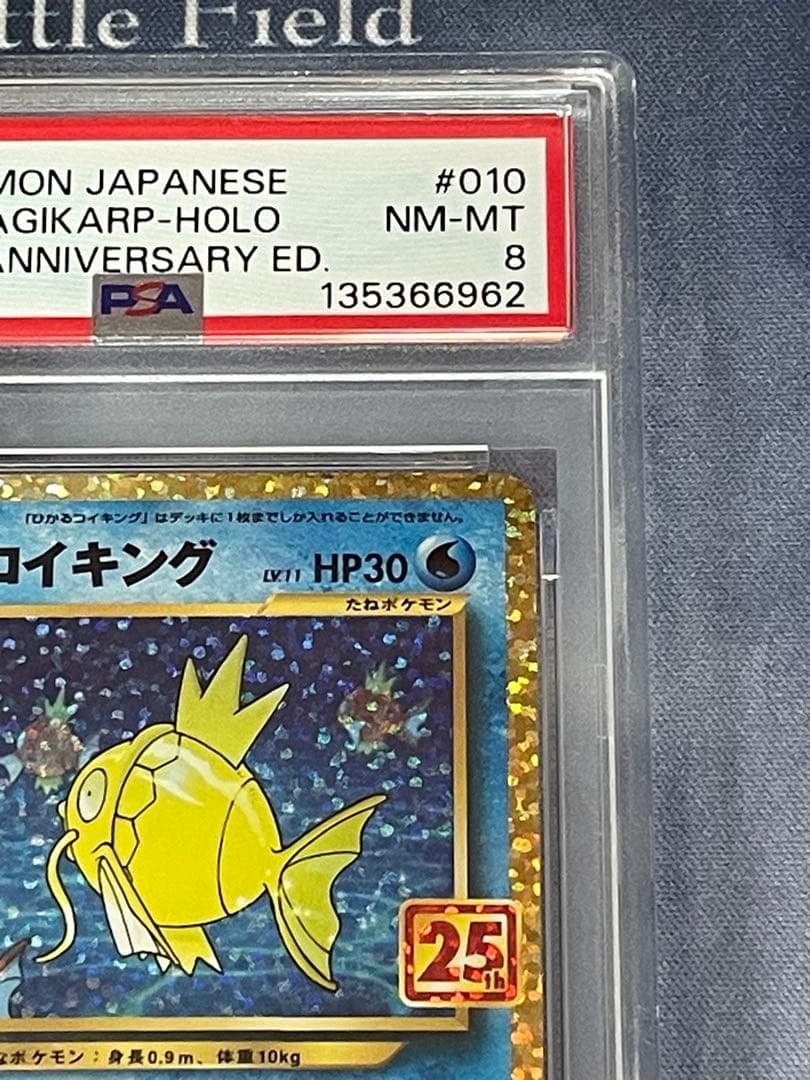 ttle Field
MON JAPANESE #010
AGIKARP-HOLO NM-MT
ANNIVERSARY ED. 8
PSA 135366962
「ひかるコイキング」はデッキに1枚までしか入れることができません。
コイキング LV.11 HP30
たねポケモン
25th
なポケモン:身長0.9m、体重10kg